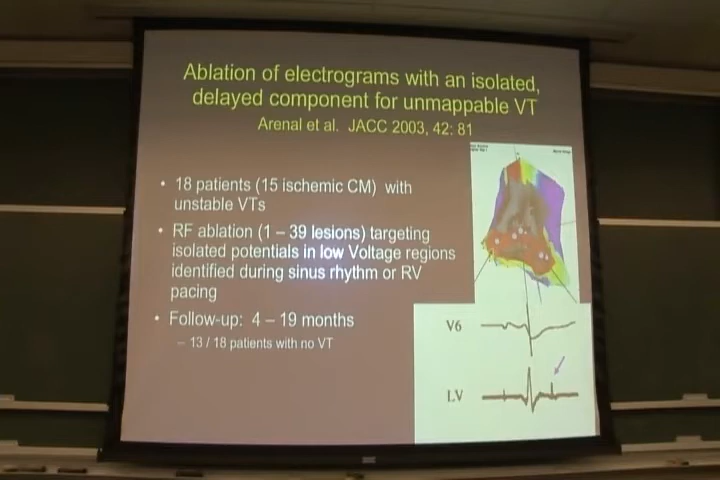 Ablation of electrograms with an isolated,
delayed component for unmappable VT
Arenal et al. JACC 2003, 42: 81
• 18 patients (15 ischemic CM) with
unstable VTs
• RF ablation (1 – 39 lesions) targeting
isolated potentials in low Voltage regions
identified during sinus rhythm or RV
pacing
• Follow-up: 4 – 19 months
– 13 / 18 patients with no VT
V6
LV